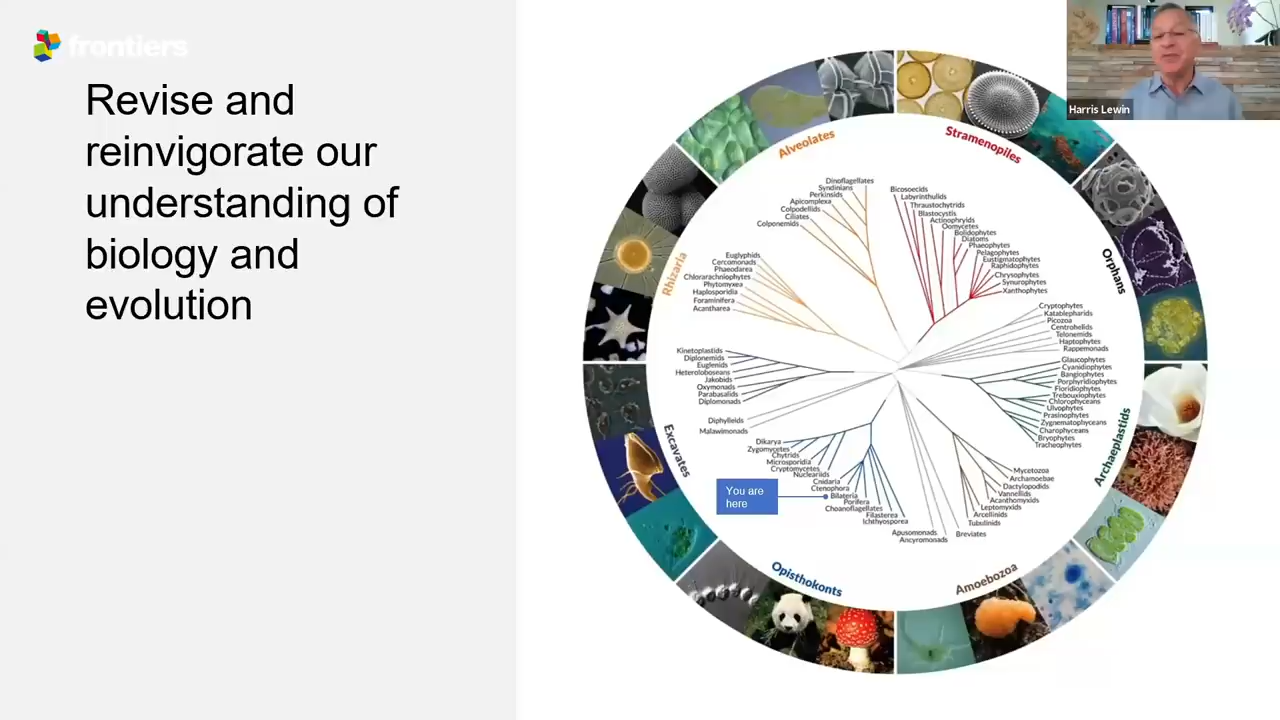 frontiers
Revise and
reinvigorate our
understanding of
biology and
evolution
Harris Lewin
Alveolates
Dinoflagellates
Syndinians
Perkinsids
Apicomplexa
Colpodellids
Ciliates
Colponemids
Stramenopiles
Bicosoecids
Labyrinthulids
Thraustochytrids
Blastocystis
Actinophryids
Oomycetes
Bolidophytes
Diatoms
Phaeophytes
Pelagophytes
Eustigmatophytes
Raphidophytes
Chrysophytes
Synurophytes
Xanthophytes
Rhizaria
Euglyphids
Cercomonads
Phaeodarea
Chlorarachniophytes
Phytomyxea
Haplosporidia
Foraminifera
Acantharea
Orphans
Cryptophytes
Katablepharids
Picozoa
Centrohelids
Telonemids
Haptophytes
Rappemonads
Archaeplastids
Glaucophytes
Cyanidiophytes
Bangiophytes
Porphyridiophytes
Floridiophytes
Trebouxiophytes
Chlorophyceans
Ulvophytes
Prasinophytes
Zygnematophyceans
Charophyceans
Bryophytes
Tracheophytes
Excavates
Kinetoplastids
Diplonemids
Euglenids
Heteroloboseans
Jakobids
Oxymonads
Parabasalids
Diplomonads
Diphylleids
Malawimonads
Opisthokonts
Dikarya
Zygomycetes
Chytrids
Microsporidia
Cryptomycetes
Nucleariids
Cnidaria
Ctenophora
Bilateria
Porifera
Choanoflagellates
Filasterea
Ichthyosporea
You are
here
Apusomonads
Ancyromonads
Breviates
Amoebozoa
Mycetozoa
Archamoebae
Dactylopodids
Vannellids
Acanthomyxids
Leptomyxids
Arcellinids
Tubulinids